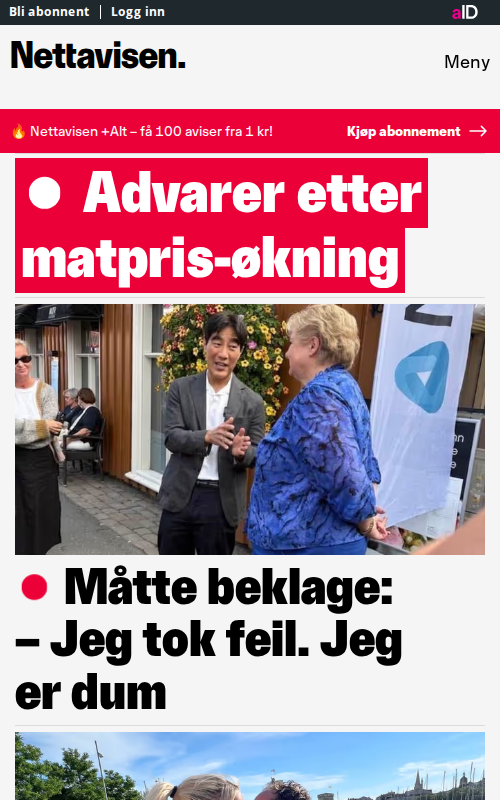 Bli abonnent
Logg inn
aID
Nettavisen.
Meny
🔥 Nettavisen +Alt – få 100 aviser fra 1 kr!
Kjøp abonnement →
Advarer etter
matpris-økning
Måtte beklage:
– Jeg tok feil. Jeg
er dum